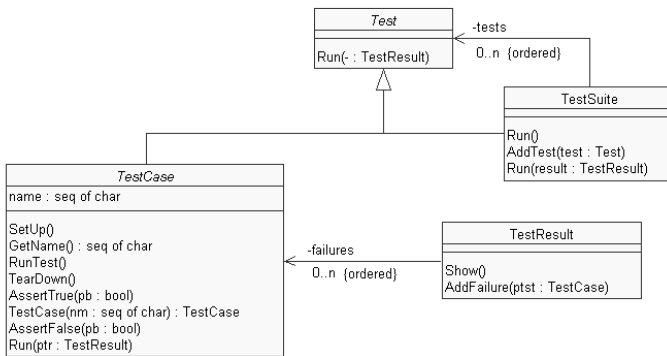 Test
Run(- : TestResult)
-tests
0..n {ordered}
TestSuite
Run()
AddTest(test : Test)
Run(result : TestResult)
TestCase
name : seq of char
SetUp()
GetName() : seq of char
RunTest()
TearDown()
AssertTrue(pb : bool)
TestCase(nm : seq of char) : TestCase
AssertFalse(pb : bool)
Run(ptr : TestResult)
-failures
0..n {ordered}
TestResult
Show()
AddFailure(ptst : TestCase)